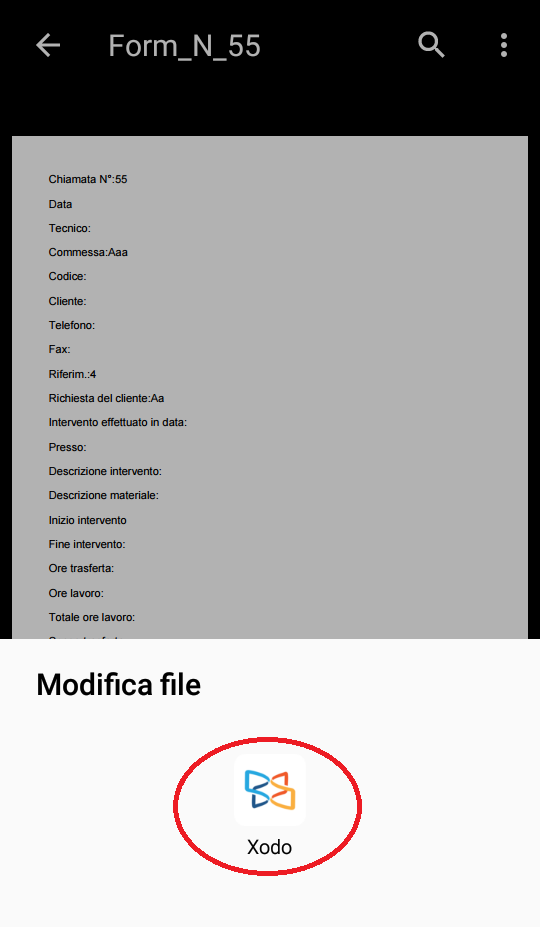 Form_N_55
Chiamata N°:55
Data
Tecnico:
Commessa:Aaa
Codice:
Cliente:
Telefono:
Fax:
Riferim.:4
Richiesta del cliente:Aa
Intervento effettuato in data:
Presso:
Descrizione intervento:
Descrizione materiale:
Inizio intervento
Fine intervento:
Ore trasferta:
Ore lavoro:
Totale ore lavoro:
Modifica file
Xodo